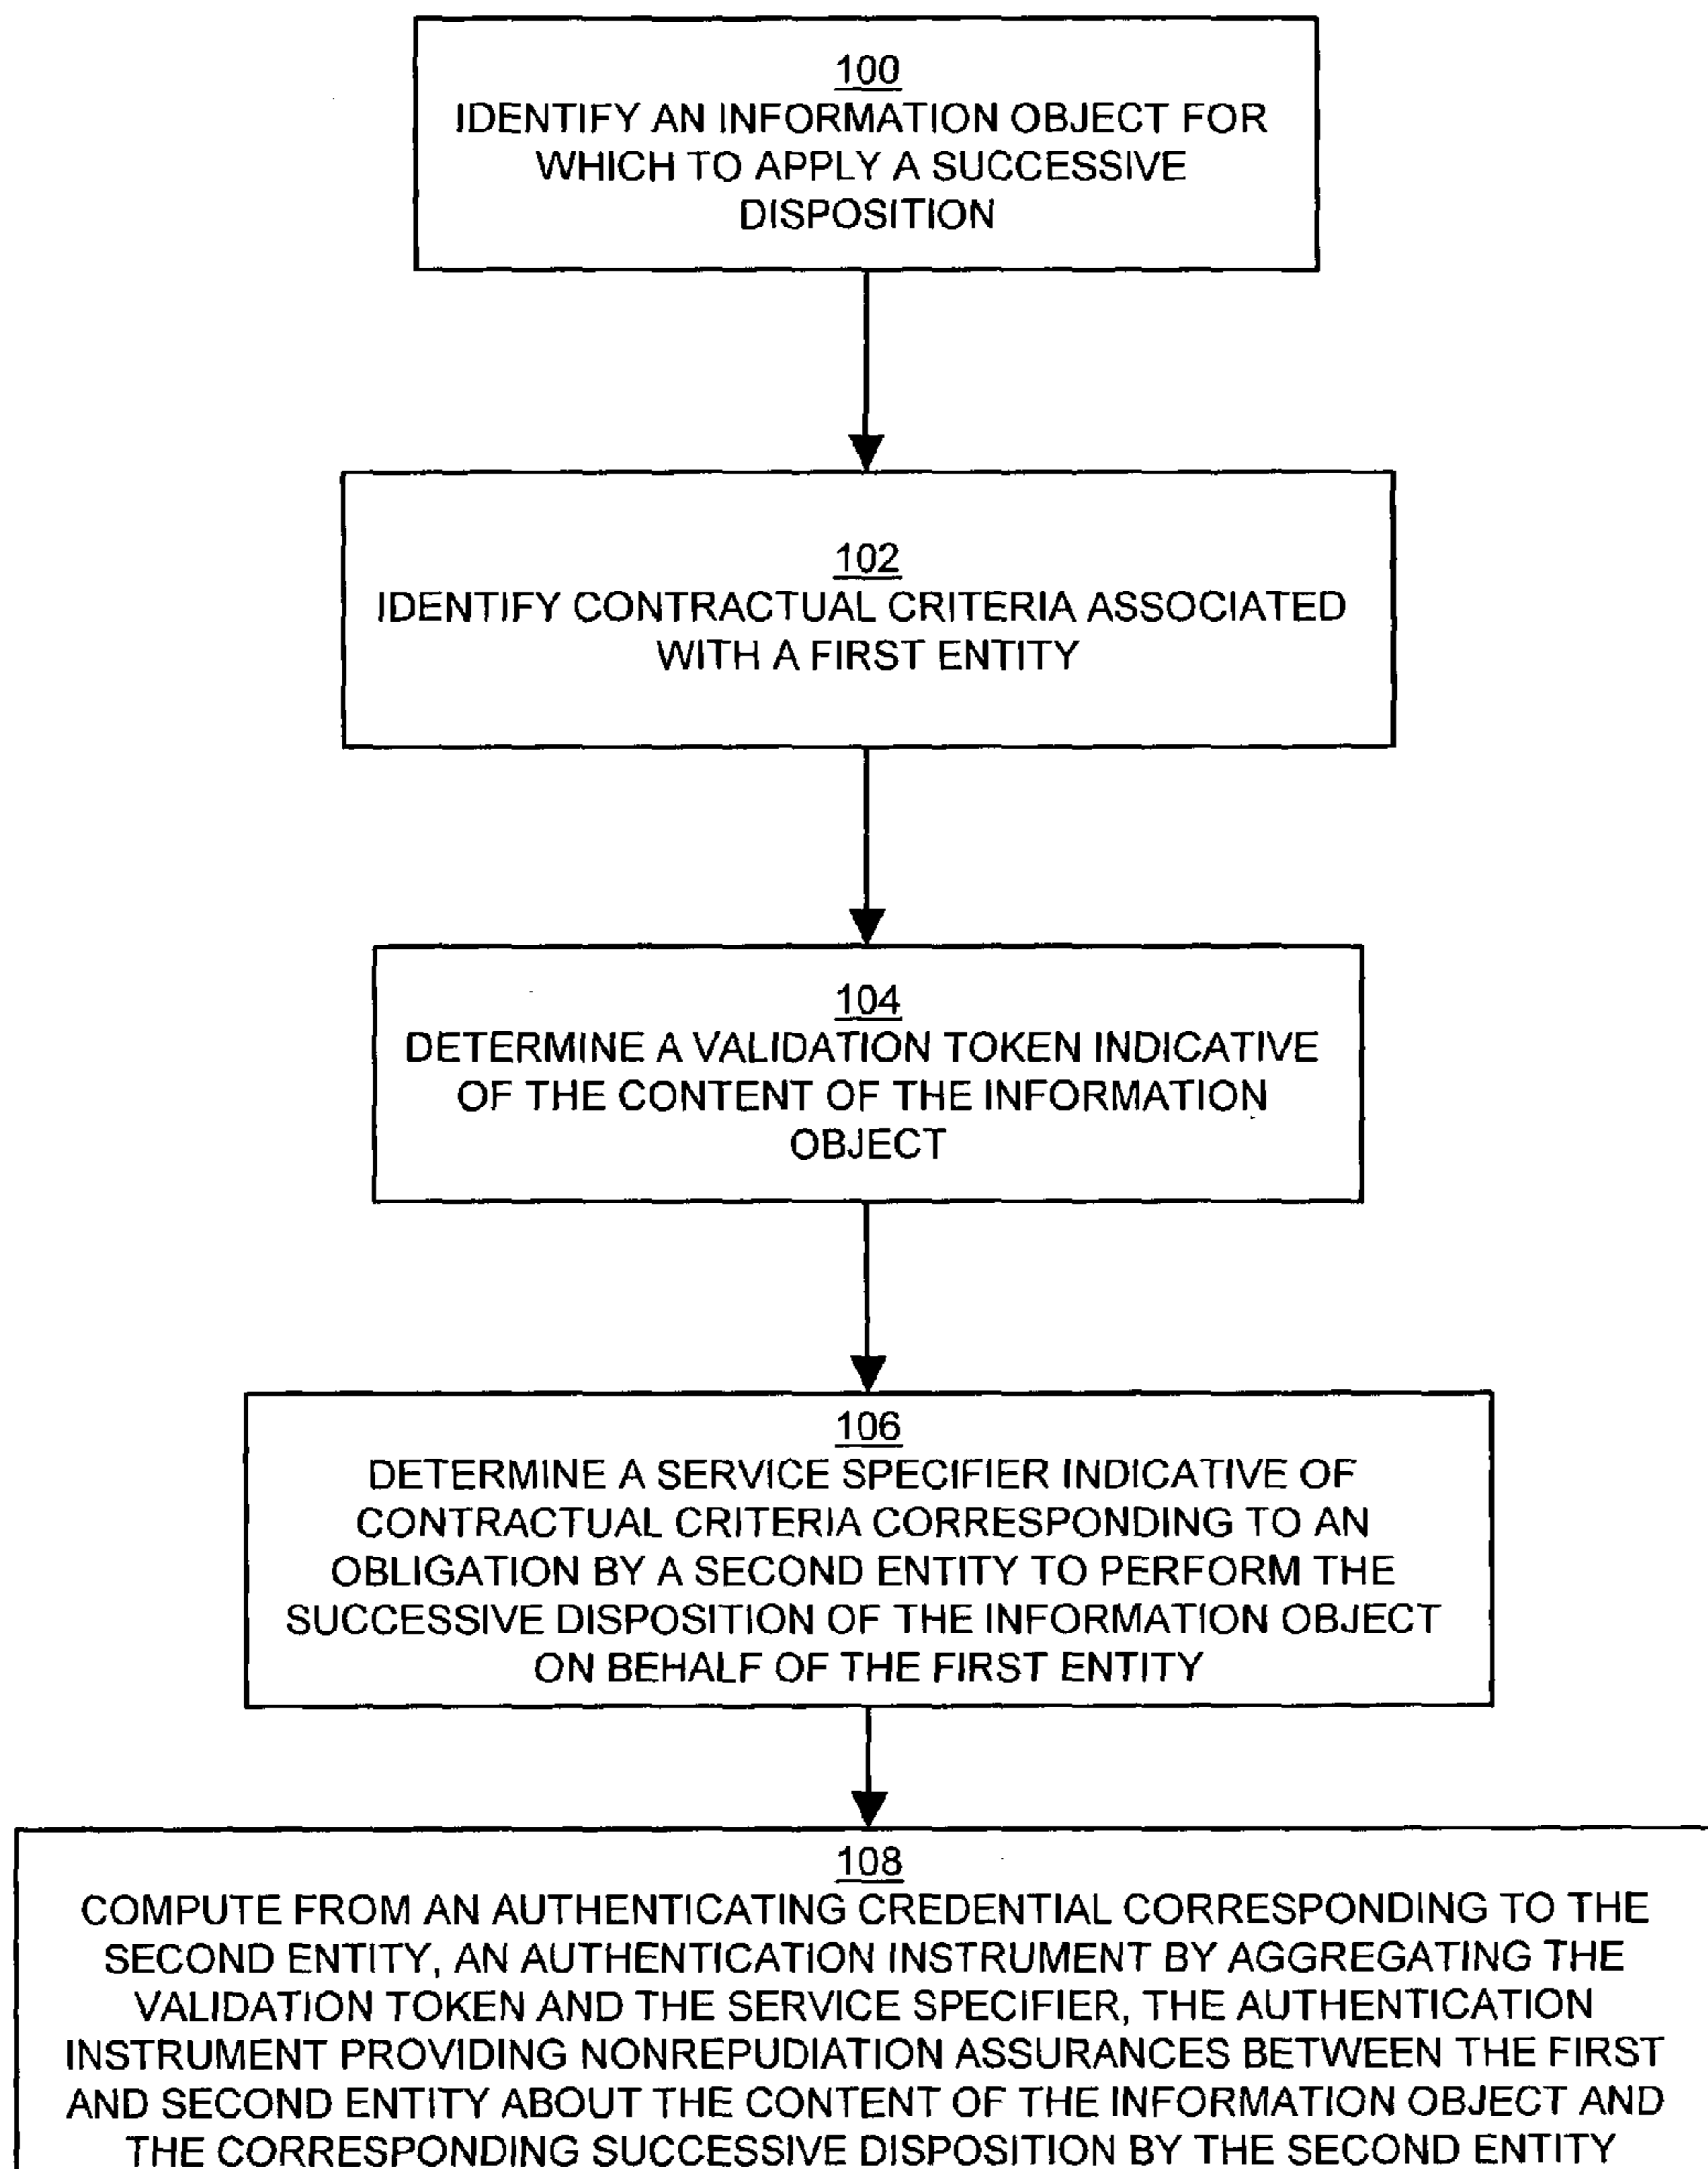 100
IDENTIFY AN INFORMATION OBJECT FOR
WHICH TO APPLY A SUCCESSIVE
DISPOSITION
102
IDENTIFY CONTRACTUAL CRITERIA ASSOCIATED
WITH A FIRST ENTITY
104
DETERMINE A VALIDATION TOKEN INDICATIVE
OF THE CONTENT OF THE INFORMATION
OBJECT
106
DETERMINE A SERVICE SPECIFIER INDICATIVE OF
CONTRACTUAL CRITERIA CORRESPONDING TO AN
OBLIGATION BY A SECOND ENTITY TO PERFORM THE
SUCCESSIVE DISPOSITION OF THE INFORMATION OBJECT
ON BEHALF OF THE FIRST ENTITY
108
COMPUTE FROM AN AUTHENTICATING CREDENTIAL CORRESPONDING TO THE
SECOND ENTITY, AN AUTHENTICATION INSTRUMENT BY AGGREGATING THE
VALIDATION TOKEN AND THE SERVICE SPECIFIER, THE AUTHENTICATION
INSTRUMENT PROVIDING NONREPUDIATION ASSURANCES BETWEEN THE FIRST
AND SECOND ENTITY ABOUT THE CONTENT OF THE INFORMATION OBJECT AND
THE CORRESPONDING SUCCESSIVE DISPOSITION BY THE SECOND ENTITY